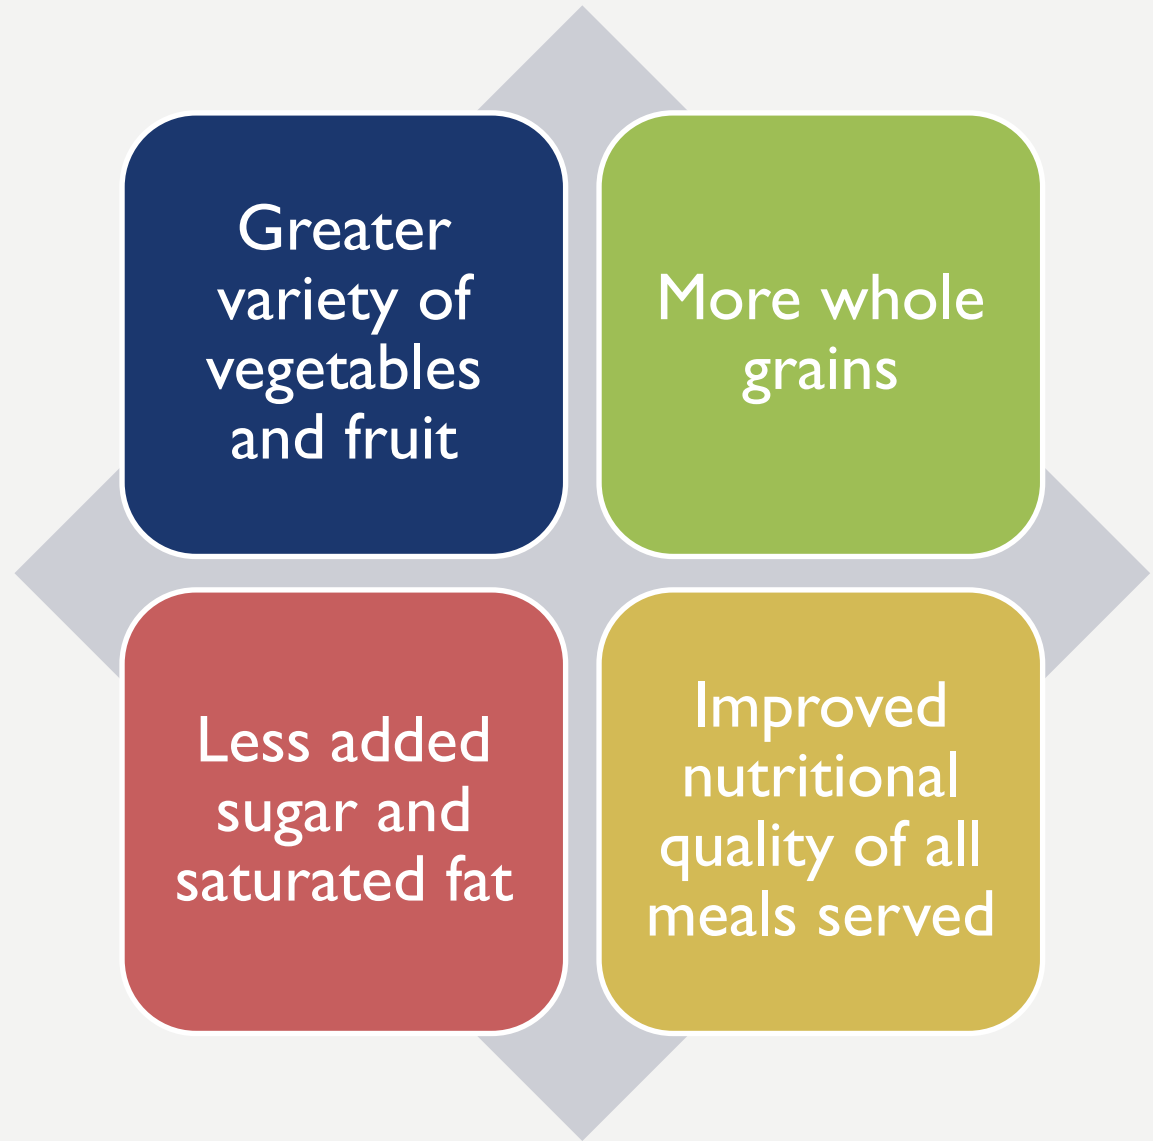 Greater
variety of
vegetables
and fruit
More whole
grains
Less added
sugar and
saturated fat
Improved
nutritional
quality of all
meals served